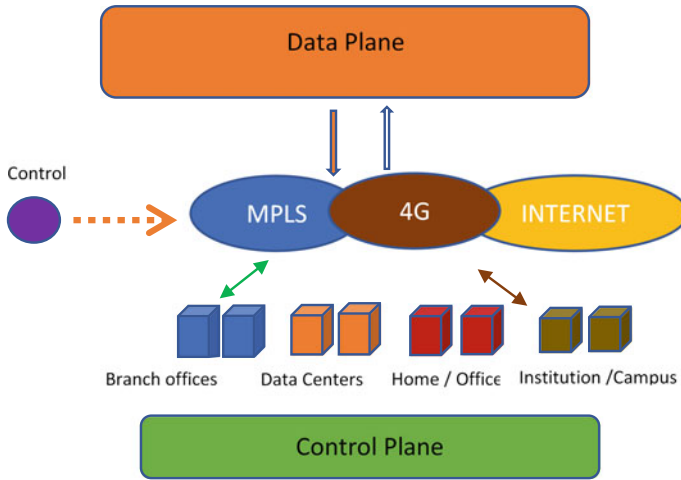 Data Plane
Control
MPLS 4G INTERNET
Branch offices Data Centers Home / Office Institution /Campus
Control Plane